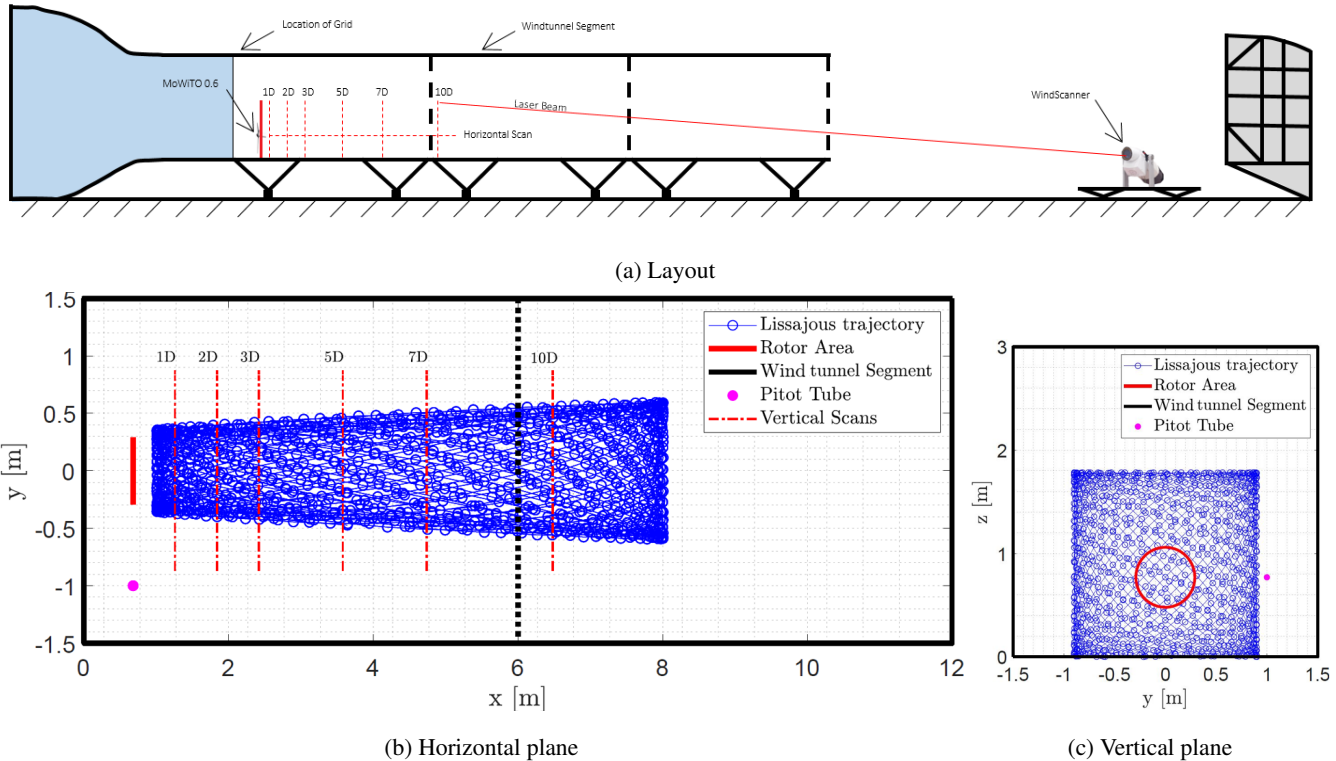 Location of Grid
Windtunnel Segment
MoWiTO 0.6
WindScanner
1D 2D 3D 5D 7D 10D
Laser Beam
Horizontal Scan
(a) Layout
1.5
1
0.5
0
-0.5
-1
-1.5
y [m]
1D 2D 3D 5D 7D 10D
Lissajous trajectory
Rotor Area
Wind tunnel Segment
Pitot Tube
Vertical Scans
0 2 4 6 8 10 12
x [m]
(b) Horizontal plane
3
2
1
0
z [m]
Lissajous trajectory
Rotor Area
Wind tunnel Segment
Pitot Tube
-1.5 -1 -0.5 0 0.5 1 1.5
y [m]
(c) Vertical plane